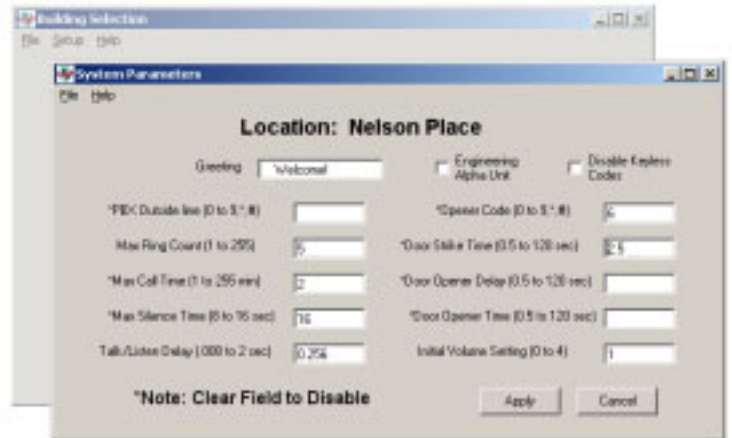 Building Selection
File Setup Help
System Parameters
File Help
Location: Nelson Place
Greeting Welcome!
Engineering Alpha Unit
Disable Keyless Codes
*PBX Outside line (0 to 9,*,#)
*Opener Code (0 to 9,*,#) 6
Max Ring Count (1 to 255) 5
*Door Strike Time (0.5 to 120 sec) 2.5
*Max Call Time (1 to 255 min) 2
*Door Opener Delay (0.5 to 120 sec)
*Max Silence Time (8 to 16 sec) 16
*Door Opener Time (0.5 to 120 sec)
Talk/Listen Delay (.000 to 2 sec) 0.256
Initial Volume Setting (0 to 4) 1
*Note: Clear Field to Disable
Apply
Cancel